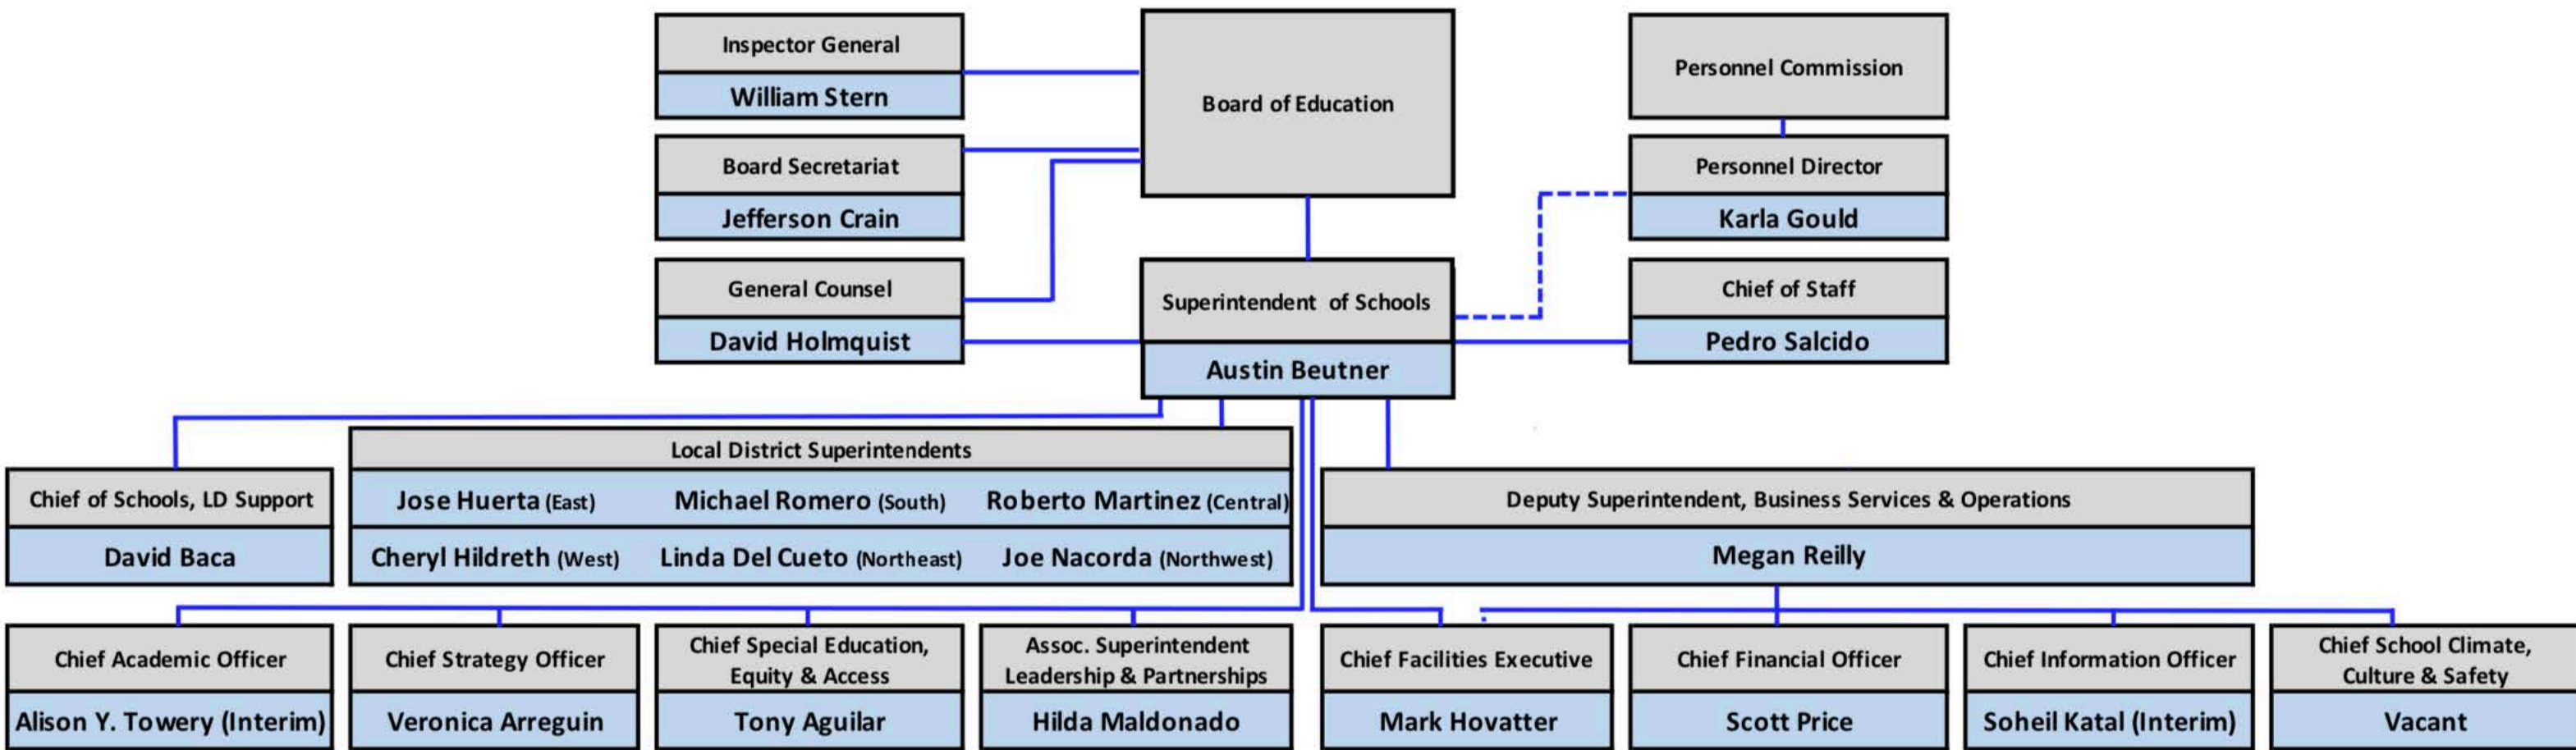 Inspector General
William Stern
Board of Education
Personnel Commission
Board Secretariat
Jefferson Crain
Personnel Director
Karla Gould
General Counsel
David Holmquist
Superintendent of Schools
Austin Beutner
Chief of Staff
Pedro Salcido
Chief of Schools, LD Support
David Baca
Local District Superintendents
Jose Huerta (East) Michael Romero (South) Roberto Martinez (Central)
Cheryl Hildreth (West) Linda Del Cueto (Northeast) Joe Nacorda (Northwest)
Deputy Superintendent, Business Services & Operations
Megan Reilly
Chief Academic Officer
Alison Y. Towery (Interim)
Chief Strategy Officer
Veronica Arreguin
Chief Special Education,
Equity & Access
Tony Aguilar
Assoc. Superintendent
Leadership & Partnerships
Hilda Maldonado
Chief Facilities Executive
Mark Hovatter
Chief Financial Officer
Scott Price
Chief Information Officer
Soheil Katal (Interim)
Chief School Climate,
Culture & Safety
Vacant